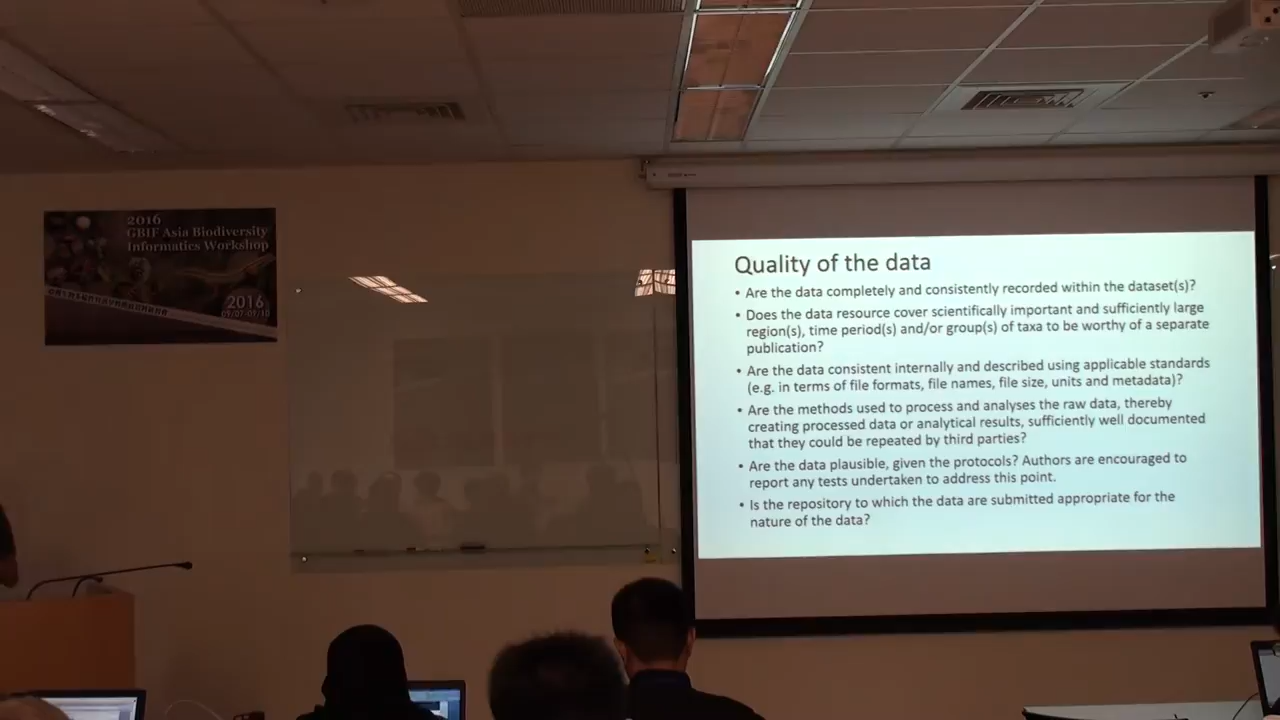 2016
GBIF Asia Biodiversity
Informatics Workshop
2016
Quality of the data
• Are the data completely and consistently recorded within the dataset(s)?
• Does the data resource cover scientifically important and sufficiently large
region(s), time period(s) and/or group(s) of taxa to be worthy of a separate
publication?
• Are the data consistent internally and described using applicable standards
(e.g. in terms of file formats, file names, file size, units and metadata)?
• Are the methods used to process and analyses the raw data, thereby
creating processed data or analytical results, sufficiently well documented
that they could be repeated by third parties?
• Are the data plausible, given the protocols? Authors are encouraged to
report any tests undertaken to address this point.
• Is the repository to which the data are submitted appropriate for the
nature of the data?